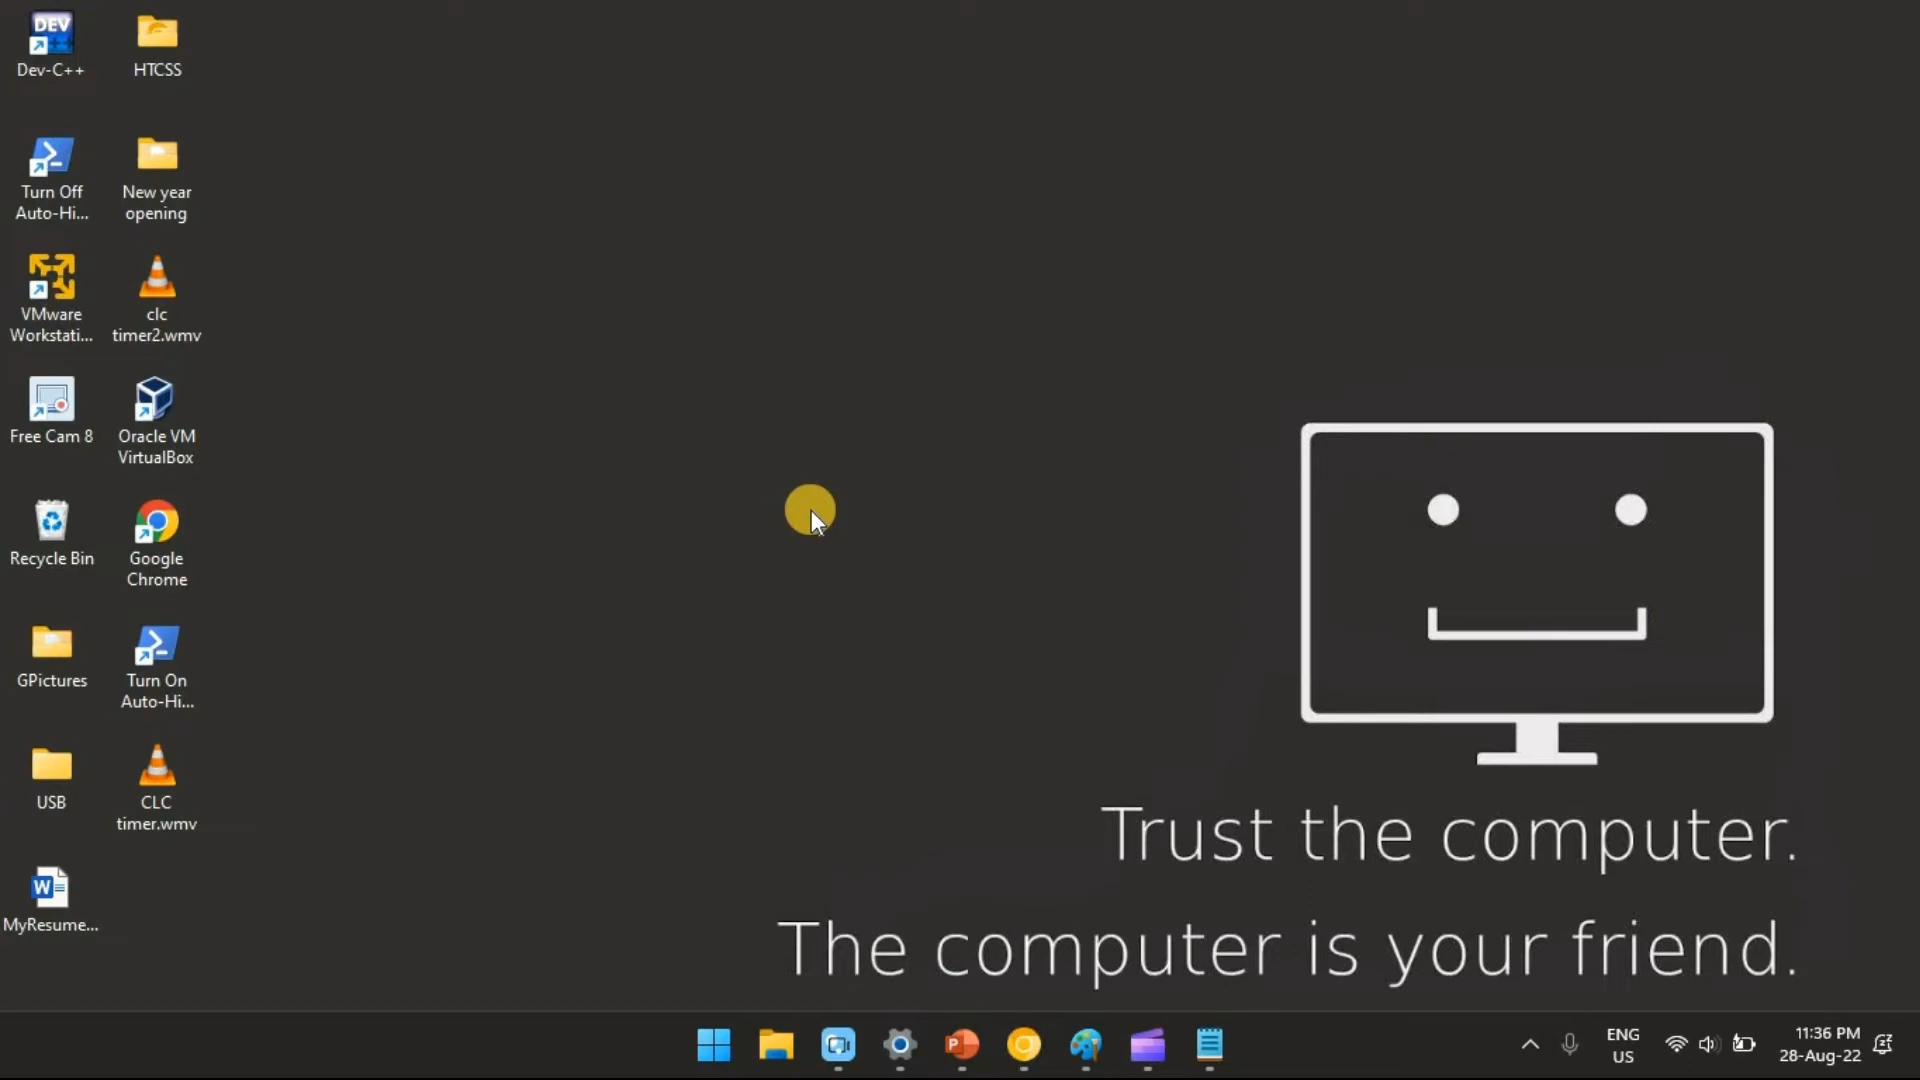 DEV
Dev-C++
HTCSS
Turn Off
Auto-Hi...
New year
opening
VMware
Workstati...
clc
timer2.wmv
Free Cam 8
Oracle VM
VirtualBox
Recycle Bin
Google
Chrome
GPictures
Turn On
Auto-Hi...
USB
CLC
timer.wmv
W
MyResume...
Trust the computer.
The computer is your friend.
P
ENG
US
11:36 PM
28-Aug-22